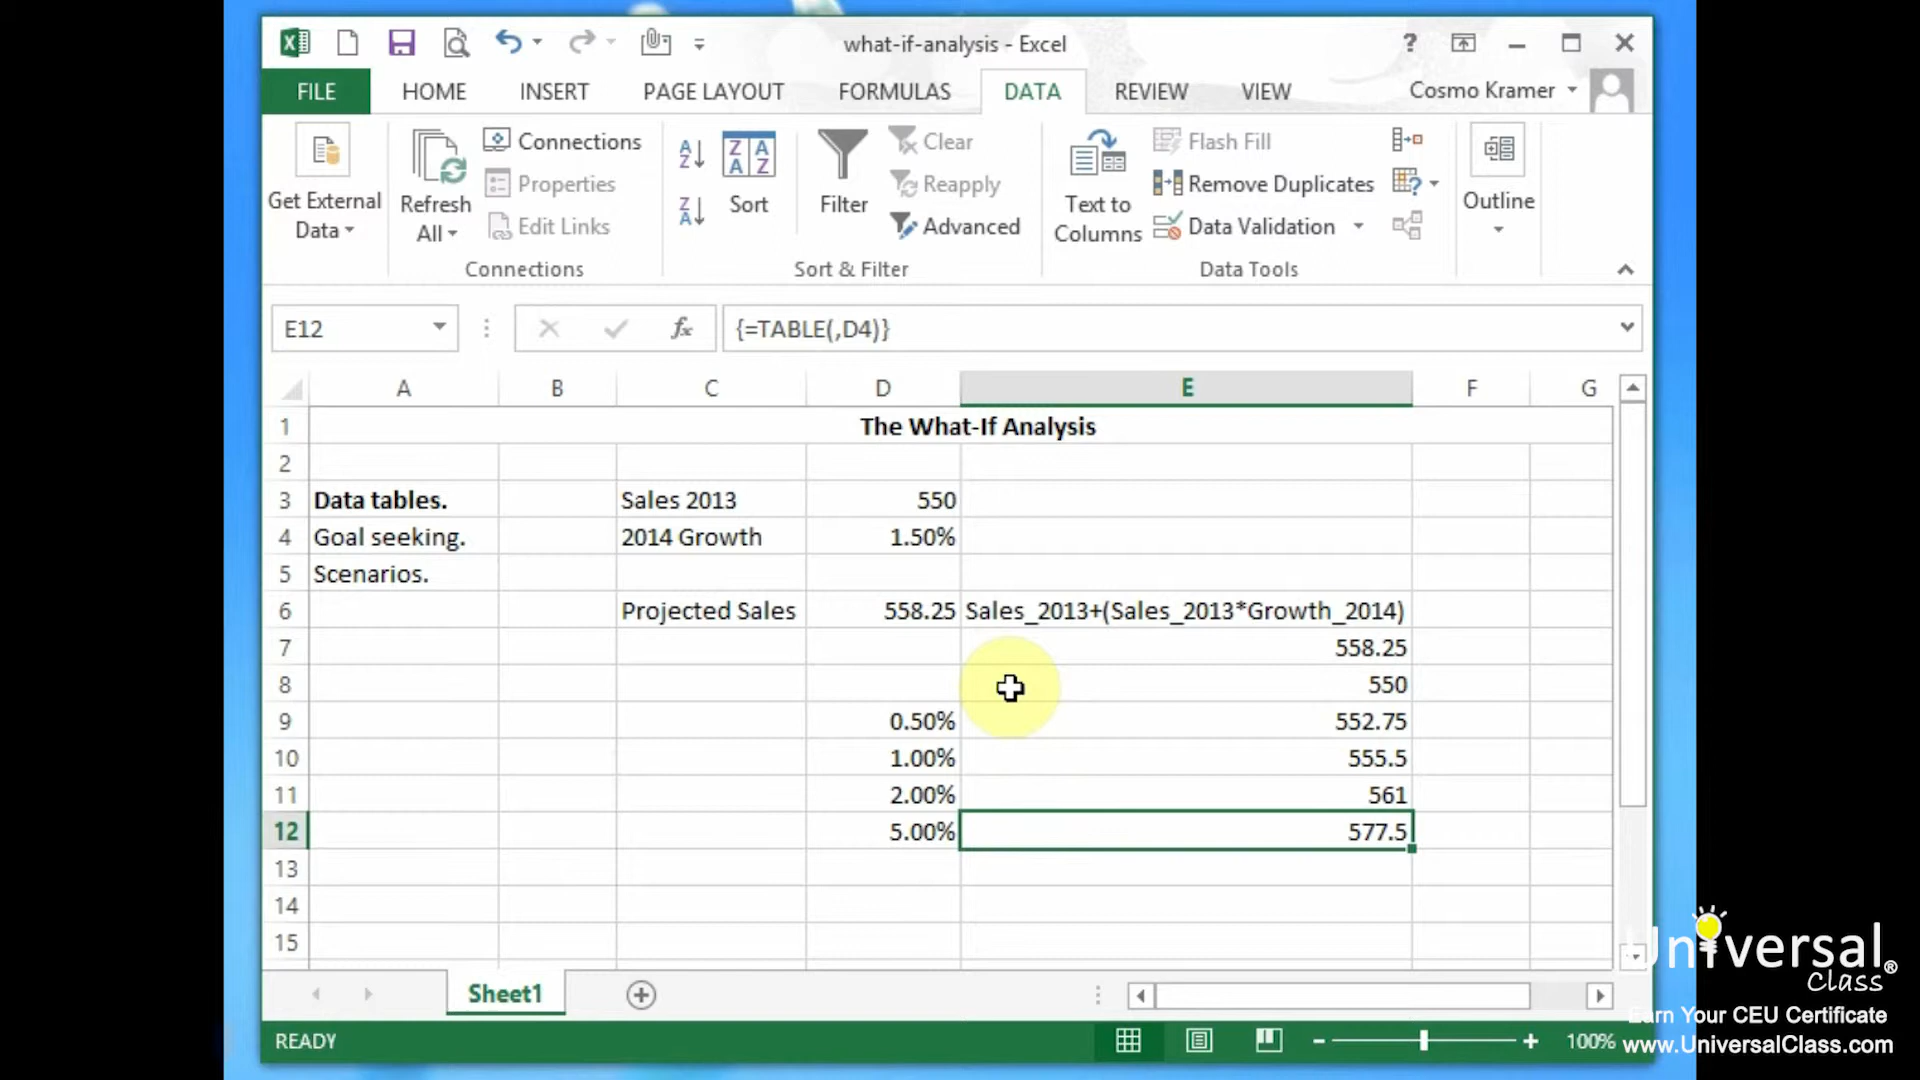 what-if-analysis - Excel
?
FILE HOME INSERT PAGE LAYOUT FORMULAS DATA REVIEW VIEW Cosmo Kramer
Get External Data
Refresh All
Connections
Properties
Edit Links
Connections
Sort
Filter
Clear
Reapply
Advanced
Sort & Filter
Text to Columns
Flash Fill
Remove Duplicates
Data Validation
Data Tools
Outline
E12 fx {=TABLE(,D4)}
A B C D E F G
1 The What-If Analysis
2
3 Data tables. Sales 2013 550
4 Goal seeking. 2014 Growth 1.50%
5 Scenarios.
6 Projected Sales 558.25 Sales_2013+(Sales_2013*Growth_2014)
7 558.25
8 550
9 0.50% 552.75
10 1.00% 555.5
11 2.00% 561
12 5.00% 577.5
13
14
15
Sheet1
READY 100%
Universal
Class®
Earn Your CEU Certificate
www.UniversalClass.com